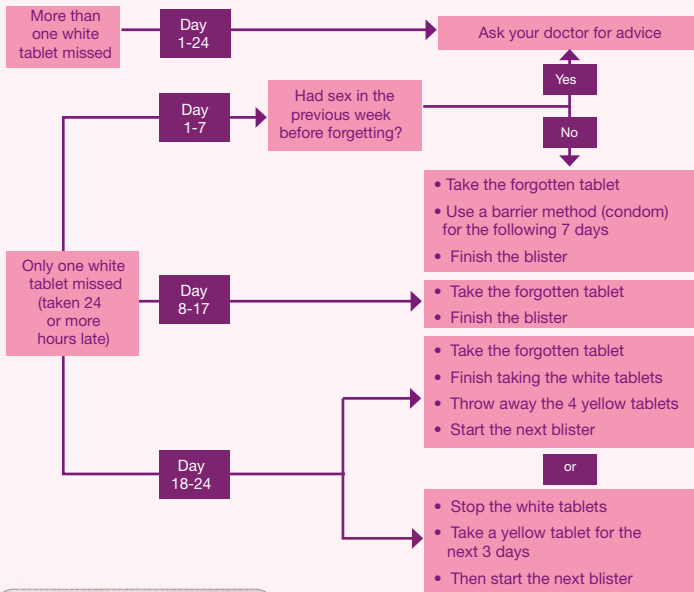 More than
one white
tablet missed
Day
1-24
Ask your doctor for advice
Yes
Day
1-7
Had sex in the
previous week
before forgetting?
No
• Take the forgotten tablet
• Use a barrier method (condom)
for the following 7 days
• Finish the blister
Only one white
tablet missed
(taken 24
or more
hours late)
Day
8-17
• Take the forgotten tablet
• Finish the blister
Day
18-24
• Take the forgotten tablet
• Finish taking the white tablets
• Throw away the 4 yellow tablets
• Start the next blister
or
• Stop the white tablets
• Take a yellow tablet for the
next 3 days
• Then start the next blister